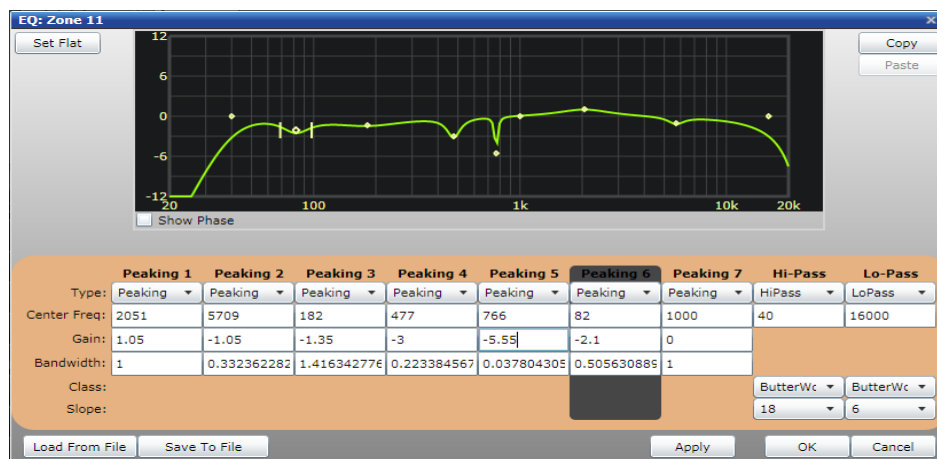 EQ: Zone 11 ×
Set Flat
Copy
Paste
12
6
0
-6
-12
20 100 1k 10k 20k
Show Phase
Peaking 1 Peaking 2 Peaking 3 Peaking 4 Peaking 5 Peaking 6 Peaking 7 Hi-Pass Lo-Pass
Type: Peaking Peaking Peaking Peaking Peaking Peaking Peaking HiPass LoPass
Center Freq: 2051 5709 182 477 766 82 1000 40 16000
Gain: 1.05 -1.05 -1.35 -3 -5.55 -2.1 0
Bandwidth: 1 0.332362282 1.416342776 0.223384567 0.037804305 0.505630889 1
Class: ButterWo ButterWo
Slope: 18 6
Load From File Save To File Apply OK Cancel